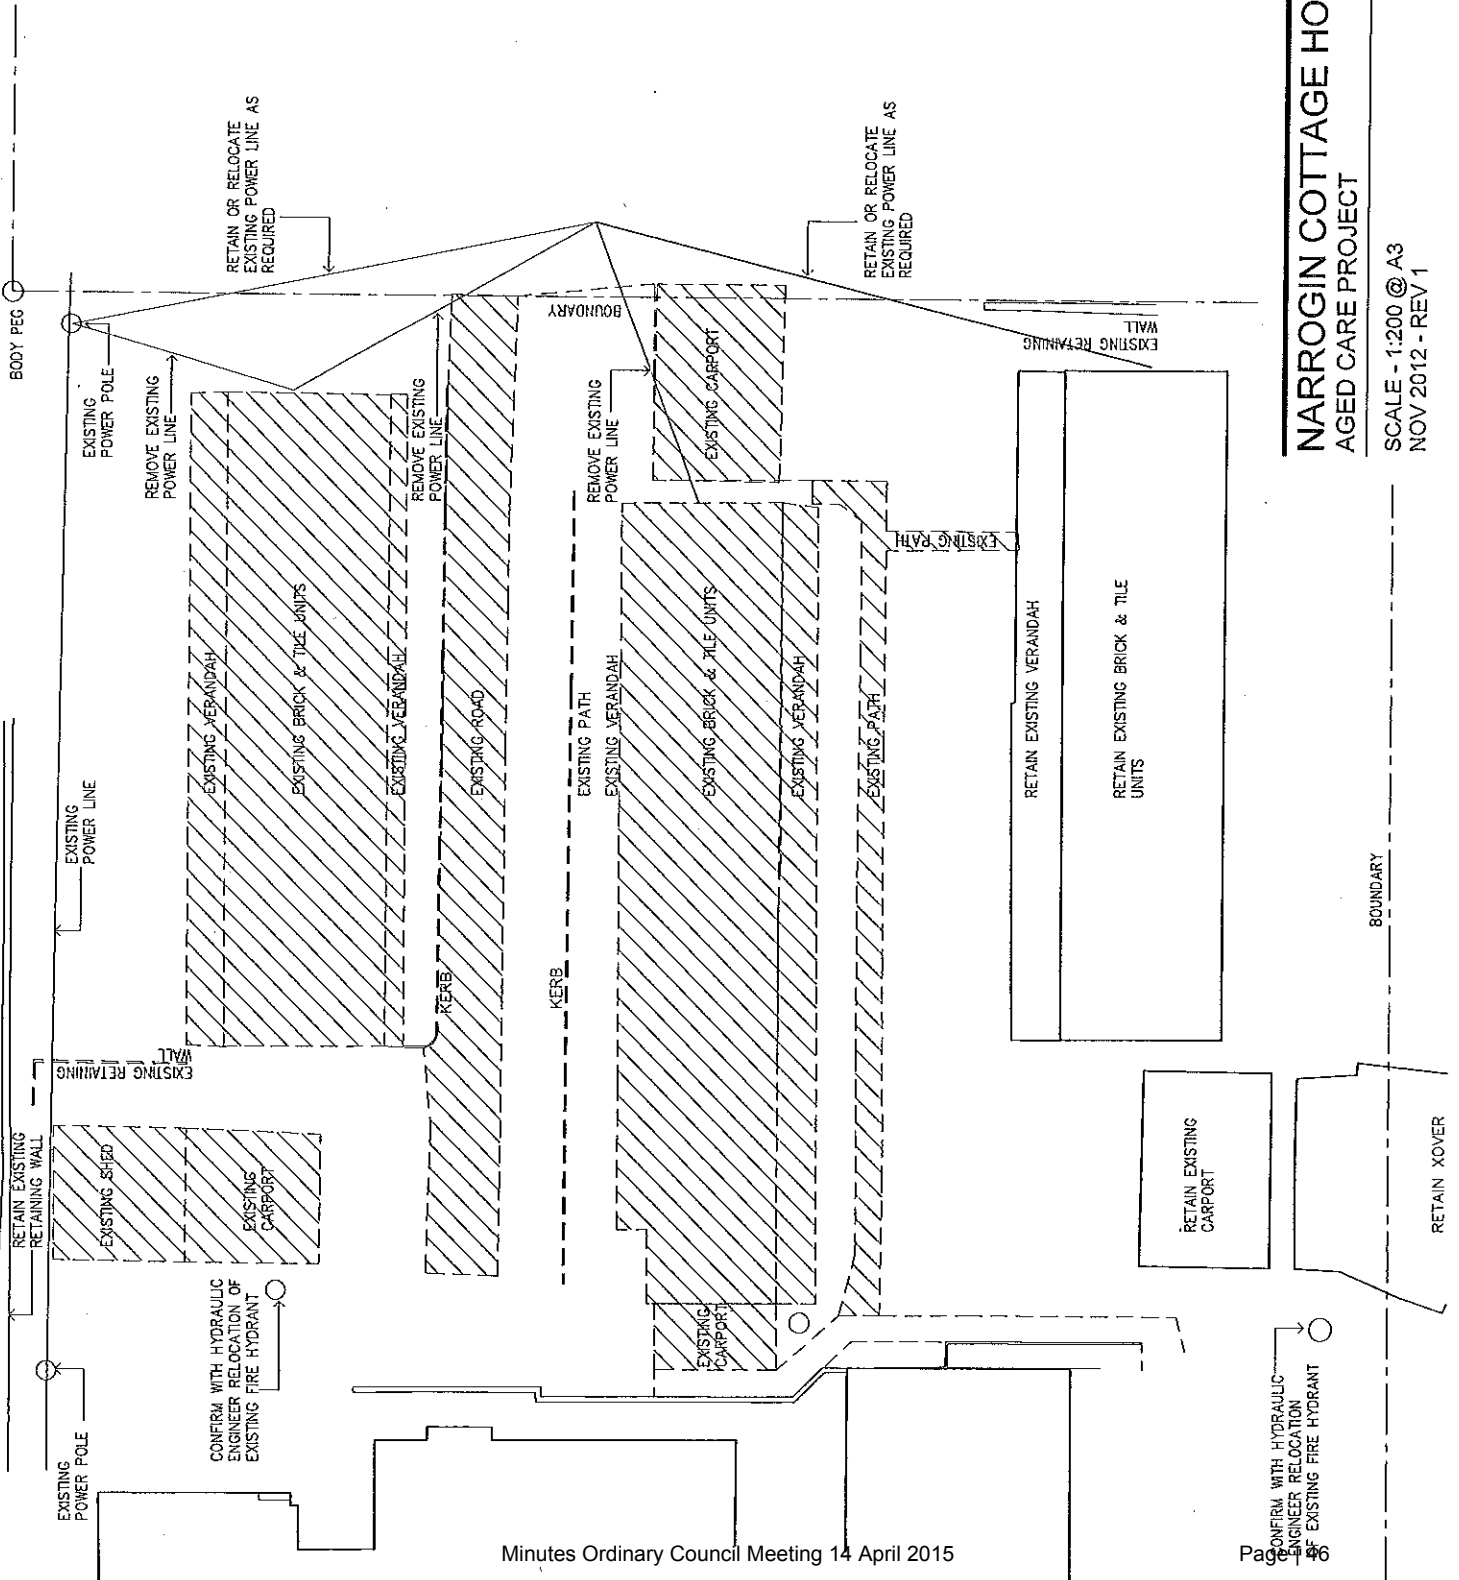 BODY PEG
EXISTING
POWER POLE
REMOVE EXISTING
POWER LINE
RETAIN OR RELOCATE
EXISTING POWER LINE AS
REQUIRED
EXISTING
POWER LINE
EXISTING VERANDAH
EXISTING BRICK & TILE UNITS
EXISTING VERANDAH
REMOVE EXISTING
POWER LINE
EXISTING ROAD
KERB
BOUNDARY
KERB
EXISTING PATH
EXISTING VERANDAH
REMOVE EXISTING
POWER LINE
EXISTING CARPORT
EXISTING BRICK & TILE UNITS
EXISTING VERANDAH
EXISTING PATH
EXISTING PATH
RETAIN OR RELOCATE
EXISTING POWER LINE AS
REQUIRED
EXISTING RETAINING
WALL
RETAIN EXISTING VERANDAH
RETAIN EXISTING BRICK & TILE
UNITS
RETAIN EXISTING
RETAINING WALL
EXISTING RETAINING
WALL
EXISTING SHED
EXISTING
CARPORT
CONFIRM WITH HYDRAULIC
ENGINEER RELOCATION OF
EXISTING FIRE HYDRANT
EXISTING
POWER POLE
EXISTING
CARPORT
RETAIN EXISTING
CARPORT
RETAIN XOVER
BOUNDARY
CONFIRM WITH HYDRAULIC
ENGINEER RELOCATION
OF EXISTING FIRE HYDRANT
NARROGIN COTTAGE HO
AGED CARE PROJECT
SCALE - 1:200 @ A3
NOV 2012 - REV 1
Minutes Ordinary Council Meeting 14 April 2015
Page | 46